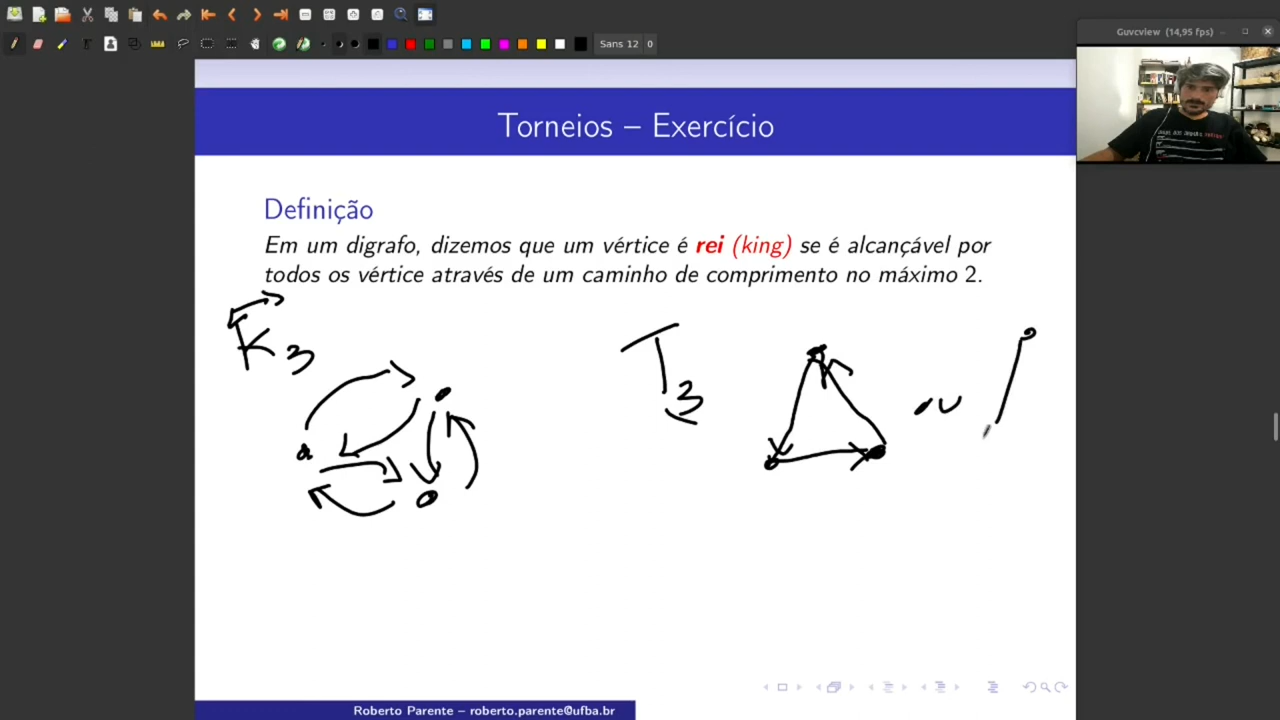 Sans 12 0
Guvcview (14,95 fps)
Torneios – Exercício
Definição
Em um digrafo, dizemos que um vértice é rei (king) se é alcançável por
todos os vértice através de um caminho de comprimento no máximo 2.
K3
T3
ou
Roberto Parente – roberto.parente@ufba.br